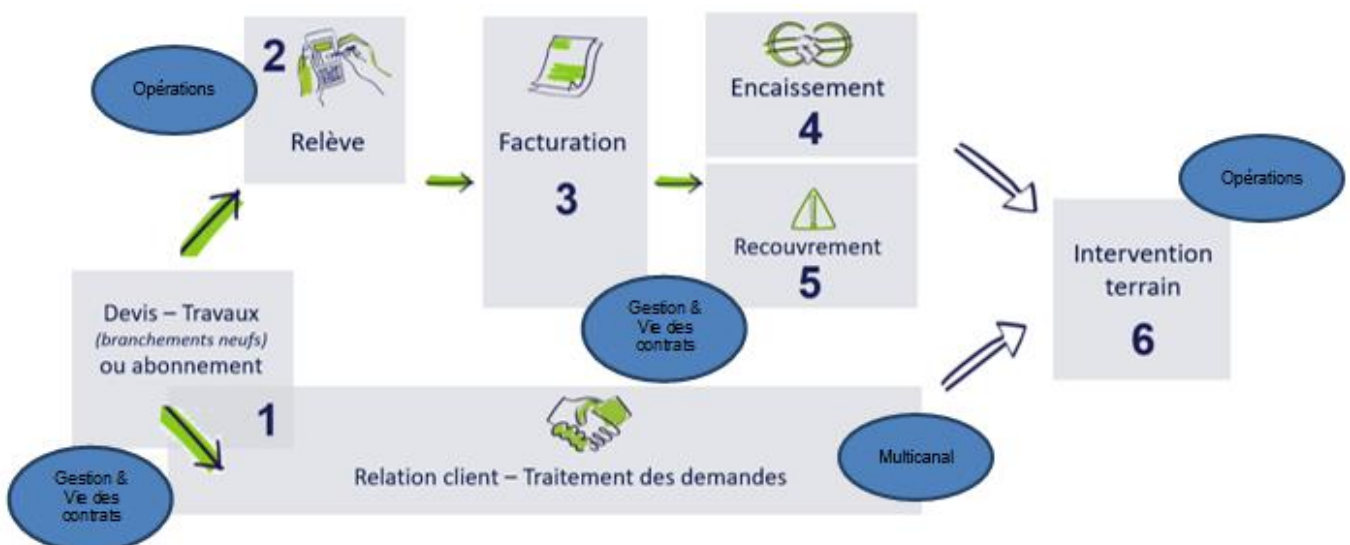 Opérations
2
Relève
Facturation
3
Encaissement
4
Recouvrement
5
Opérations
Intervention
terrain
6
Gestion &
Vie des
contrats
Devis – Travaux
(branchements neufs)
ou abonnement
1
Relation client – Traitement des demandes
Multicanal
Gestion &
Vie des
contrats